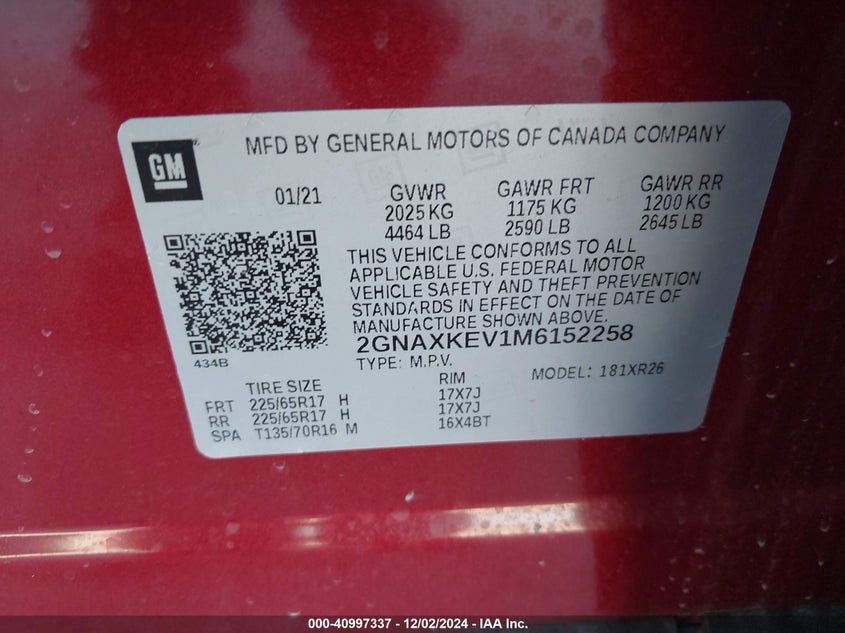 GM
MFD BY GENERAL MOTORS OF CANADA COMPANY
01/21 GVWR GAWR FRT GAWR RR
2025 KG 1175 KG 1200 KG
4464 LB 2590 LB 2645 LB
THIS VEHICLE CONFORMS TO ALL
APPLICABLE U.S. FEDERAL MOTOR
VEHICLE SAFETY AND THEFT PREVENTION
STANDARDS IN EFFECT ON THE DATE OF
MANUFACTURE SHOWN ABOVE.
2GNAXKEV1M6152258
434B
TYPE: M.P.V. MODEL: 181XR26
TIRE SIZE RIM
FRT 225/65R17 H 17X7J
RR 225/65R17 H 17X7J
SPA T135/70R16 M 16X4BT
000-40997337 - 12/02/2024 - IAA Inc.